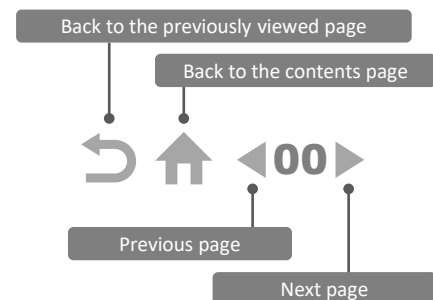 Back to the previously viewed page
Back to the contents page
00
Previous page
Next page